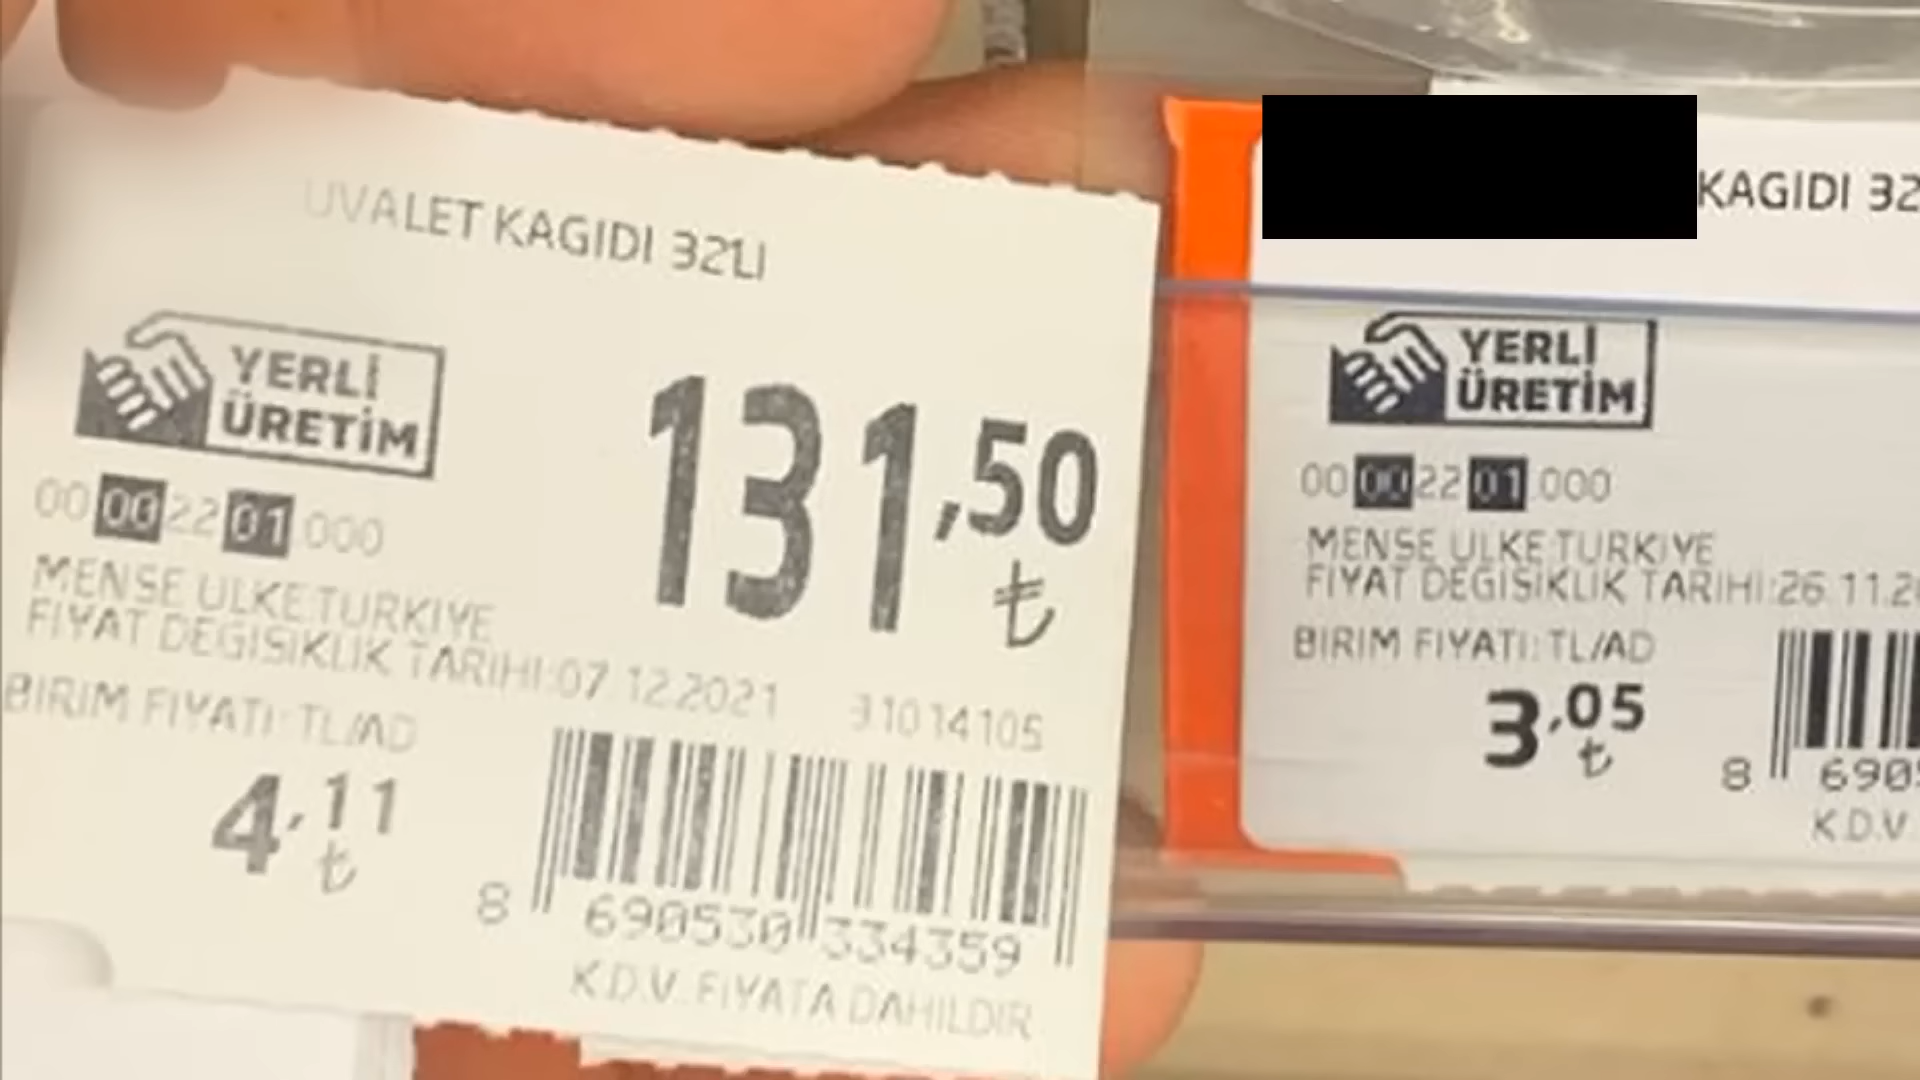 UVALET KAGIDI 32'LI
YERLİ
ÜRETİM
131,50
₺
00 00 22 01 000
MENSE ULKE:TURKIYE
FIYAT DEGISIKLIK TARIHI:07.12.2021 31014105
BIRIM FIYATI: TL/AD
4,11
₺
8 690530 334359
K.D.V. FIYATA DAHILDIR
KAGIDI 32
YERLİ
ÜRETİM
00 00 22 01 000
MENSE ULKE:TURKIYE
FIYAT DEGISIKLIK TARIHI:26.11.2
BIRIM FIYATI: TL/AD
3,05
₺
8 690
K.D.V